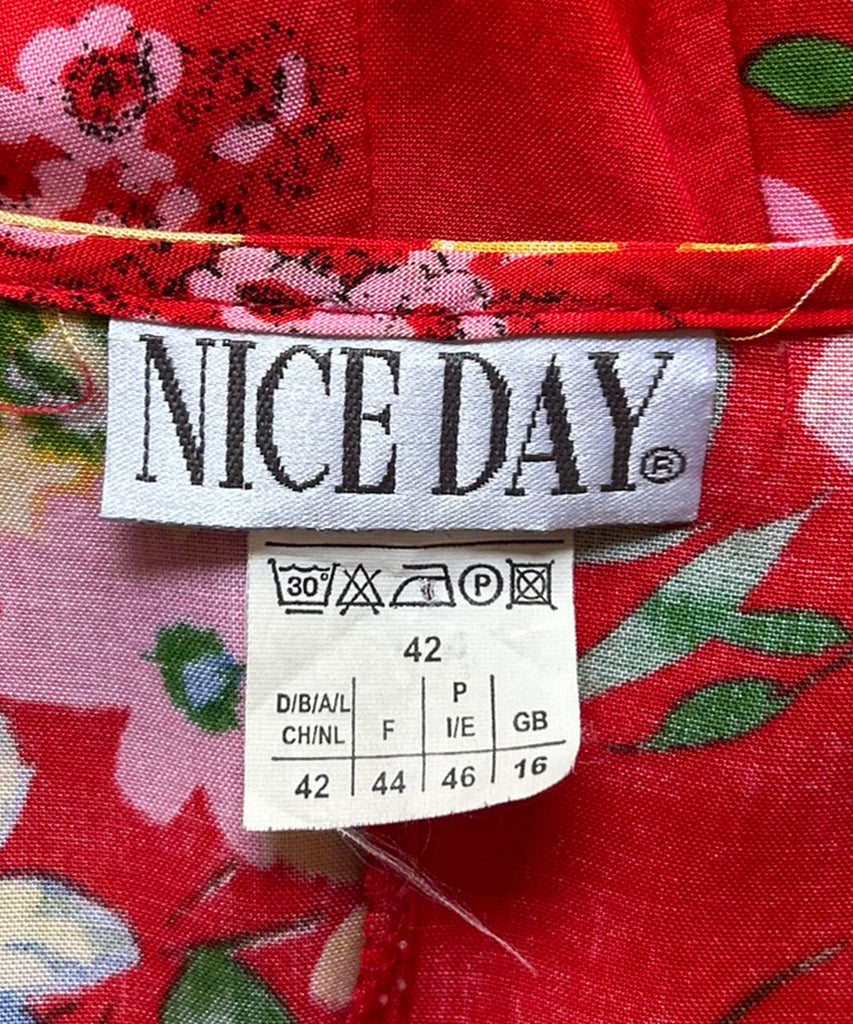 NICE DAY®
30° P
42
D/B/A/L CH/NL F P I/E GB
42 44 46 16